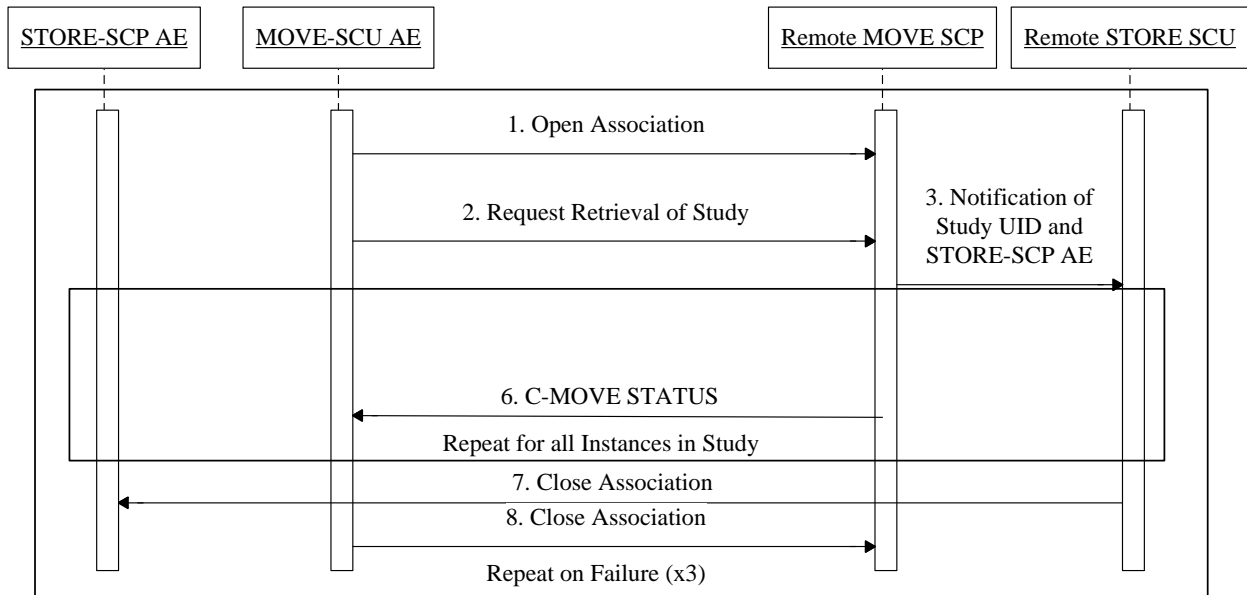 STORE-SCP AE
MOVE-SCU AE
Remote MOVE SCP
Remote STORE SCU
1. Open Association
2. Request Retrieval of Study
3. Notification of
Study UID and
STORE-SCP AE
6. C-MOVE STATUS
Repeat for all Instances in Study
7. Close Association
8. Close Association
Repeat on Failure (x3)